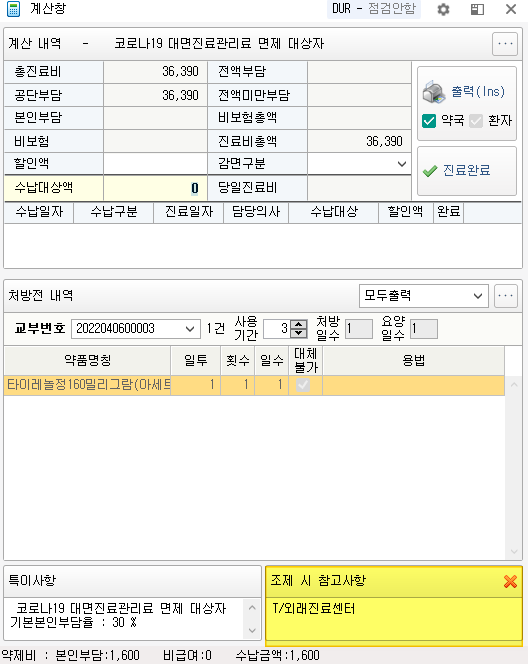 계산창 DUR - 점검안함
계산 내역 - 코로나19 대면진료관리료 면제 대상자 ...
총진료비 36,390 전액부담
공단부담 36,390 전액미만부담
본인부담 비보험총액
비보험 진료비총액 36,390
할인액 감면구분
수납대상액 0 당일진료비
출력(Ins)
약국 환자
진료완료
수납일자 수납구분 진료일자 담당의사 수납대상 할인액 완료
처방전 내역 모두출력 ...
교부번호 2022040600003 1건 사용기간 3 처방일수 1 요양일수 1
약품명칭 일투 횟수 일수 대체불가 용법
타이레놀정160밀리그람(아세트 1 1 1
특이사항
코로나19 대면진료관리료 면제 대상자
기본본인부담율 : 30 %
조제 시 참고사항
T/외래진료센터
약제비 : 본인부담:1,600 비급여:0 수납금액:1,600